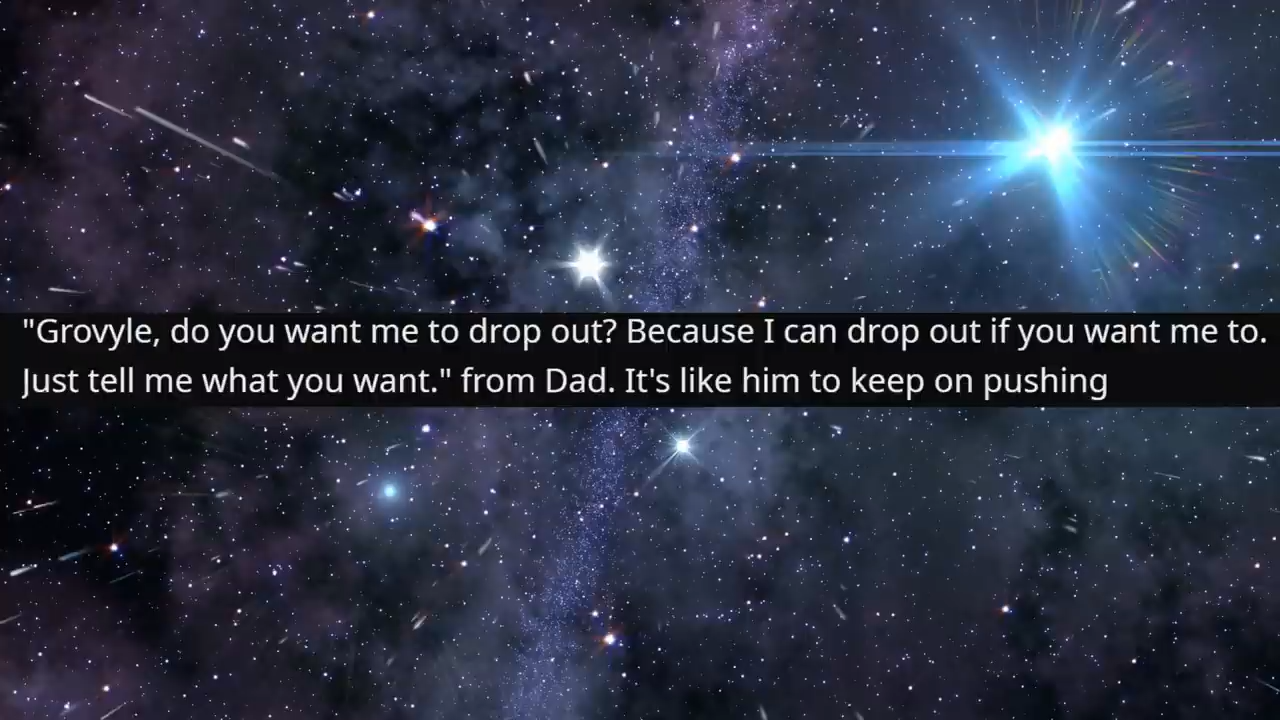 "Grovyle, do you want me to drop out? Because I can drop out if you want me to.
Just tell me what you want." from Dad. It's like him to keep on pushing